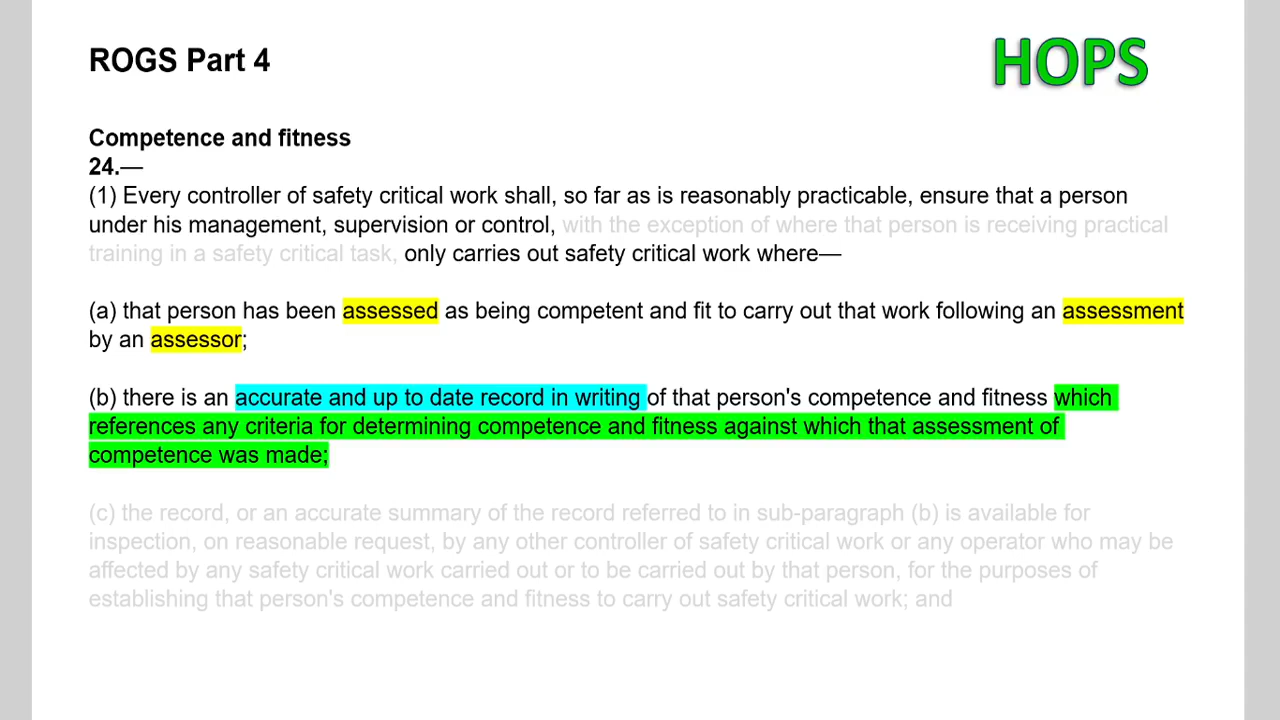 ROGS Part 4
HOPS
Competence and fitness
24.—
(1) Every controller of safety critical work shall, so far as is reasonably practicable, ensure that a person
under his management, supervision or control, with the exception of where that person is receiving practical
training in a safety critical task, only carries out safety critical work where—
(a) that person has been assessed as being competent and fit to carry out that work following an assessment
by an assessor;
(b) there is an accurate and up to date record in writing of that person's competence and fitness which
references any criteria for determining competence and fitness against which that assessment of
competence was made;
(c) the record, or an accurate summary of the record referred to in sub-paragraph (b) is available for
inspection, on reasonable request, by any other controller of safety critical work or any operator who may be
affected by any safety critical work carried out or to be carried out by that person, for the purposes of
establishing that person's competence and fitness to carry out safety critical work; and